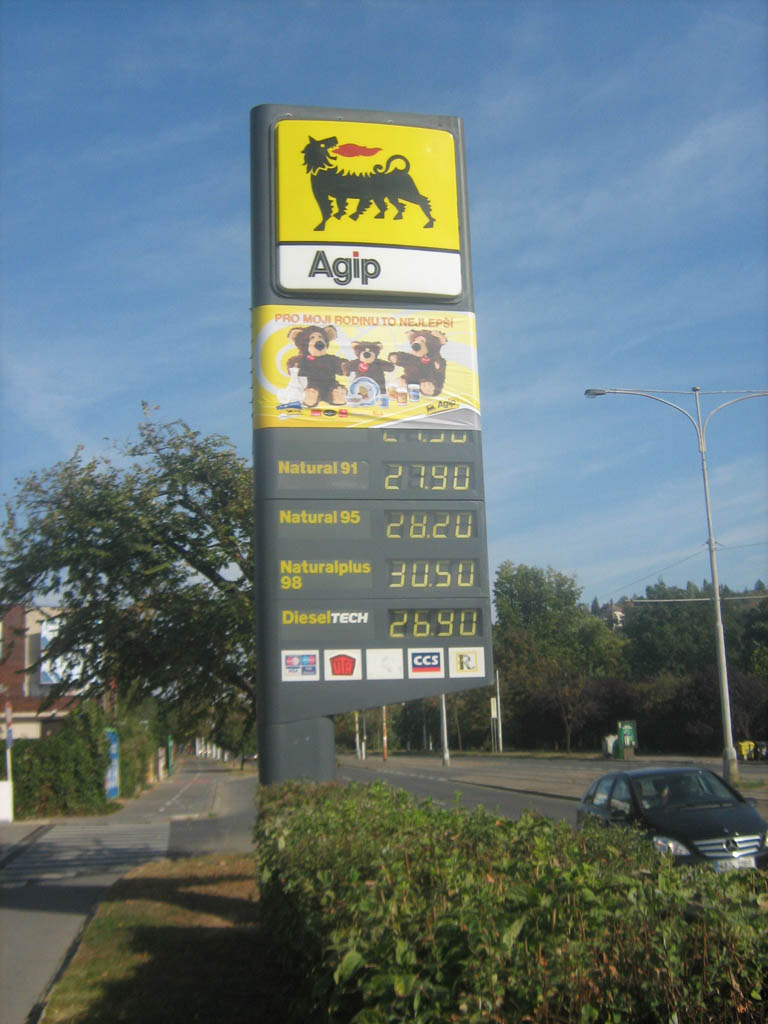 Agip
PRO MOJI RODINU TO NEJLEPŠÍ
Agip
Natural 91 27.90
Natural 95 28.20
Naturalplus
98 30.50
DieselTECH 26.90
CCS
R